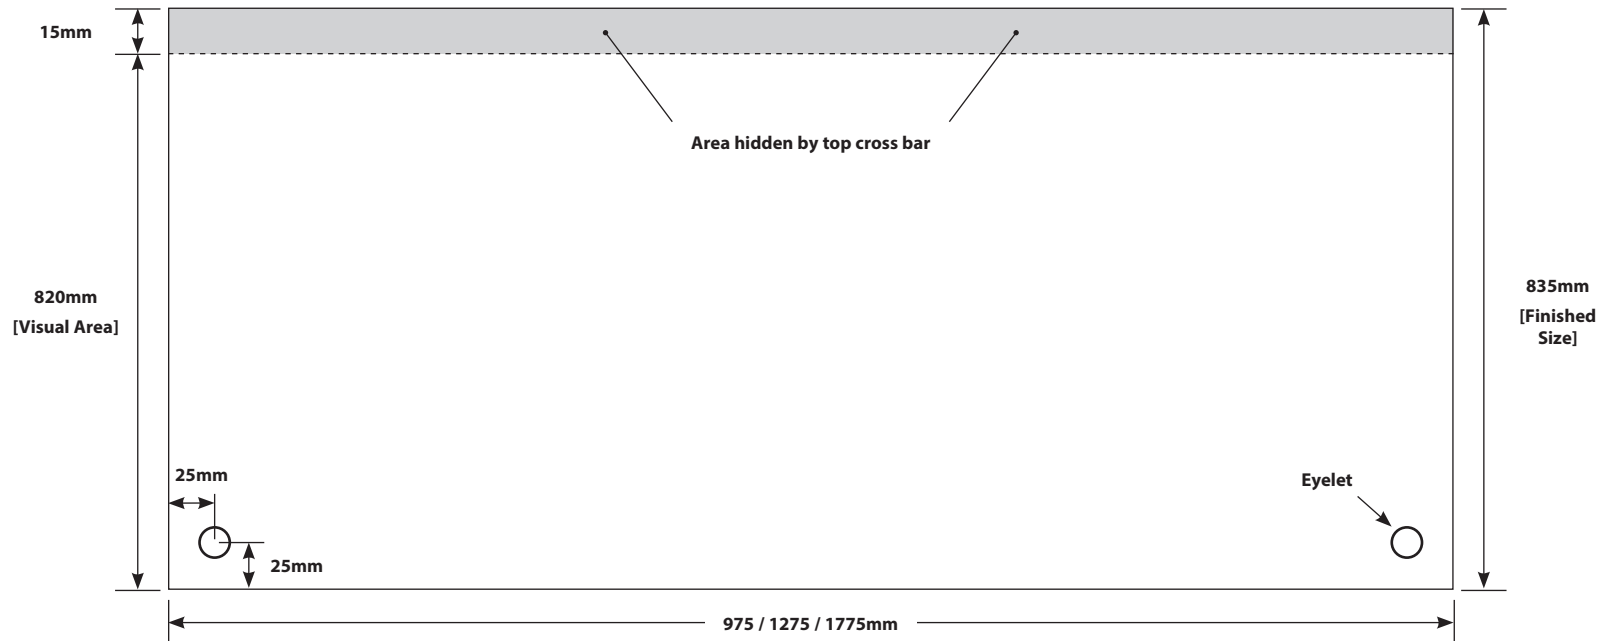 15mm
Area hidden by top cross bar
820mm
[Visual Area]
835mm
[Finished
Size]
25mm
Eyelet
25mm
975 / 1275 / 1775mm